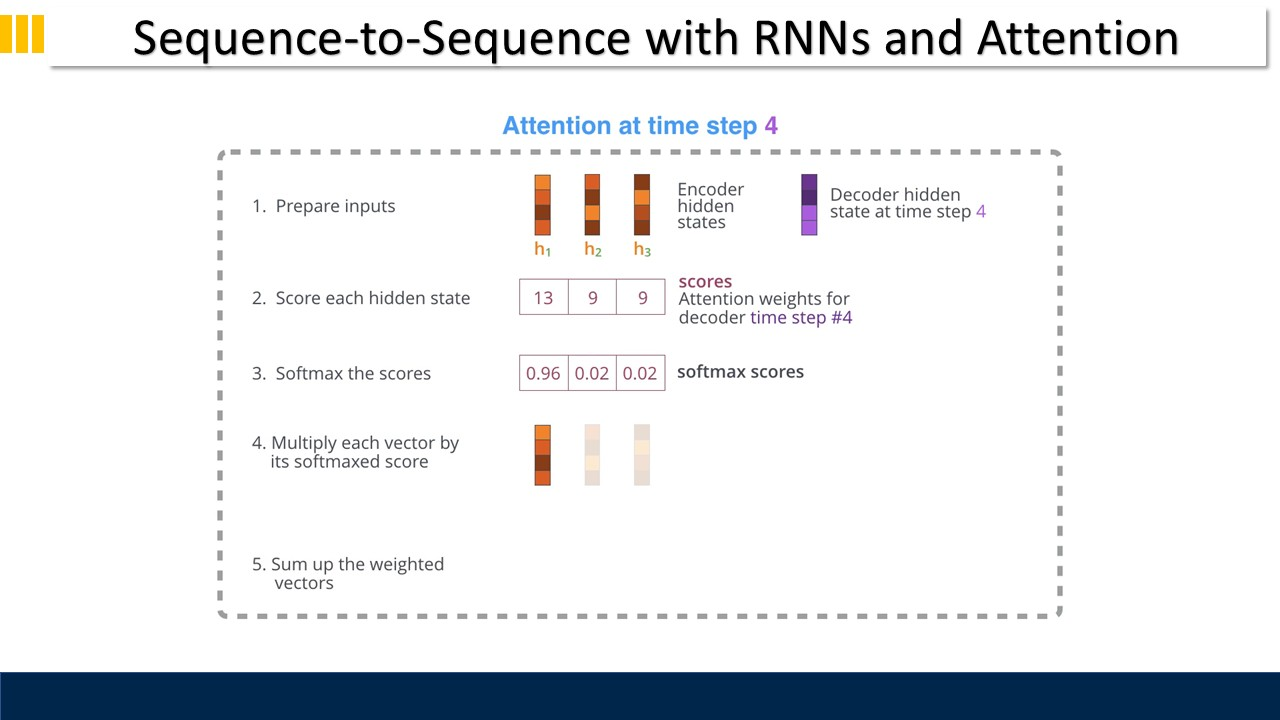 Sequence-to-Sequence with RNNs and Attention
Attention at time step 4
1. Prepare inputs
h1 h2 h3
Encoder
hidden
states
Decoder hidden
state at time step 4
2. Score each hidden state
13 9 9
scores
Attention weights for
decoder time step #4
3. Softmax the scores
0.96 0.02 0.02
softmax scores
4. Multiply each vector by
its softmaxed score
5. Sum up the weighted
vectors